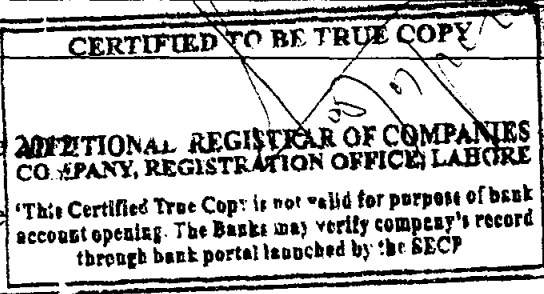 CERTIFIED TO BE TRUE COPY
ADDITIONAL REGISTRAR OF COMPANIES
COMPANY, REGISTRATION OFFICE, LAHORE
'This Certified True Copy is not valid for purpose of bank
account opening. The Banks may verify company's record
through bank portal launched by the SECP